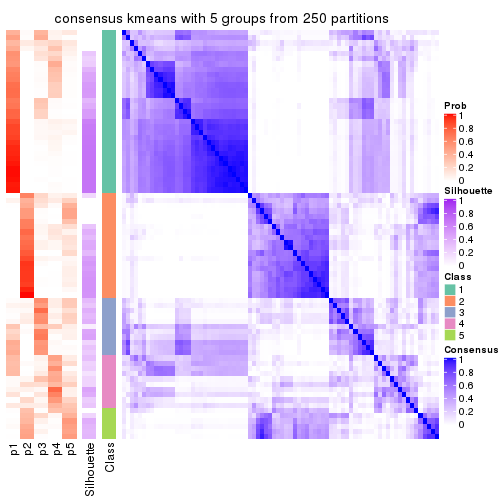 consensus kmeans with 5 groups from 250 partitions
Prob
1
0.8
0.6
0.4
0.2
0
Silhouette
1
0.8
0.6
0.4
0.2
0
Class
1
2
3
4
5
Consensus
1
0.8
0.6
0.4
0.2
0
p1
p2
p3
p4
p5
Silhouette
Class